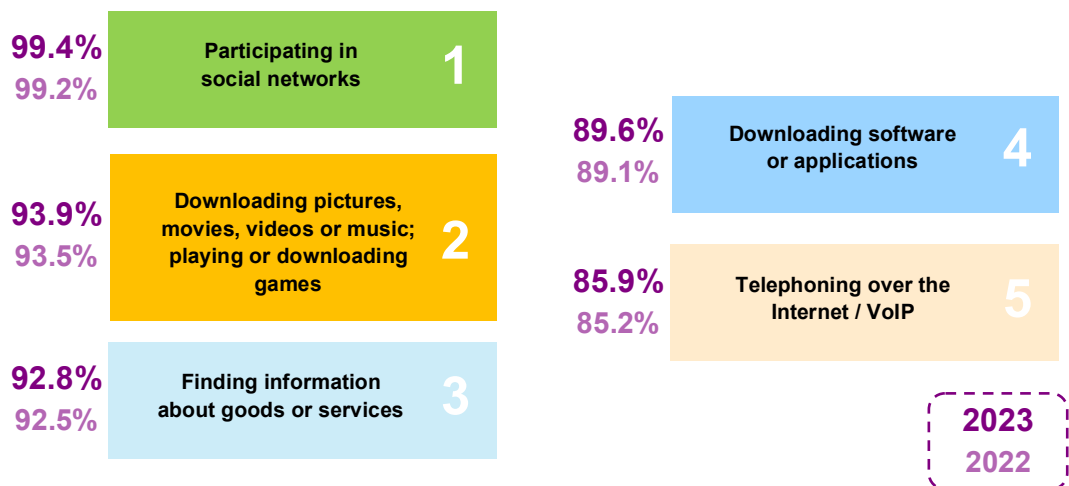 99.4%
99.2%
Participating in
social networks
1
93.9%
93.5%
Downloading pictures,
movies, videos or music;
playing or downloading
games
2
92.8%
92.5%
Finding information
about goods or services
3
89.6%
89.1%
Downloading software
or applications
4
85.9%
85.2%
Telephoning over the
Internet / VoIP
5
2023
2022